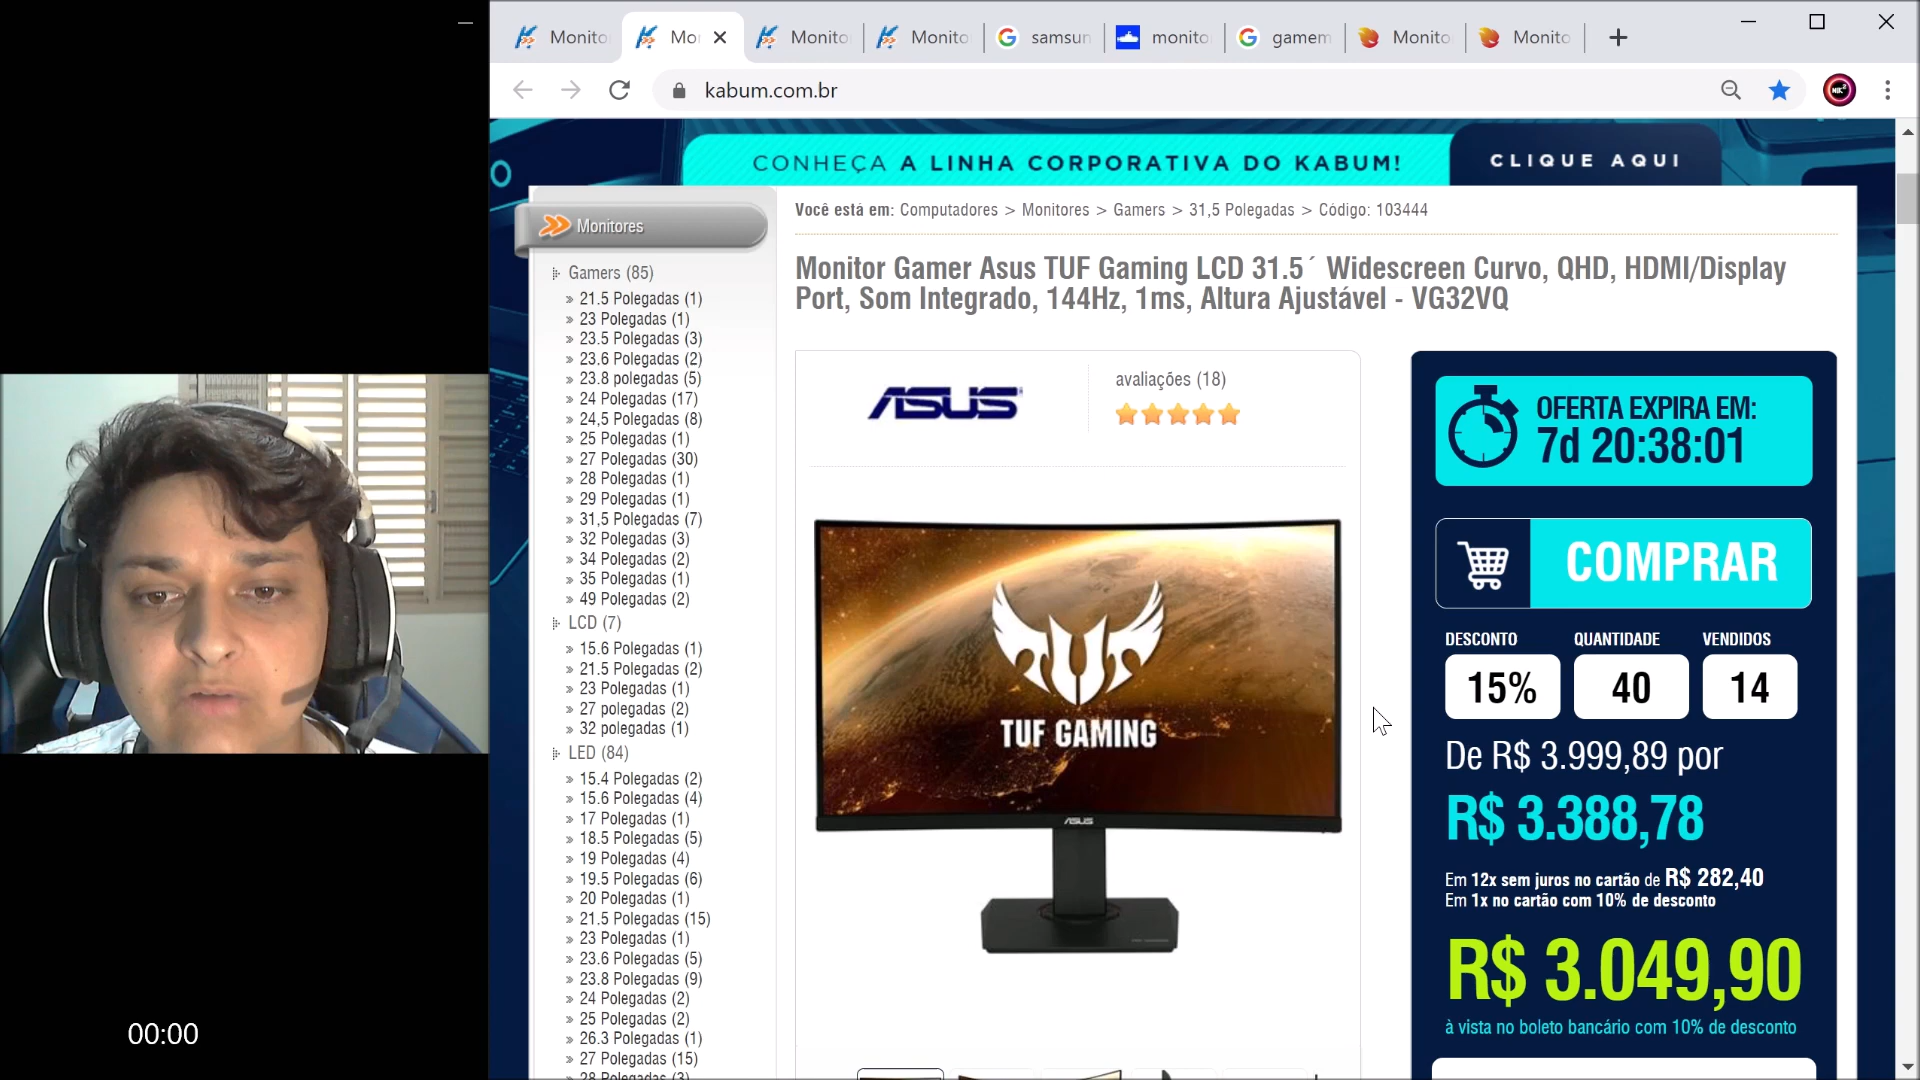 Monito
Mo
Monito
Monito
samsun
monito
gamem
Monito
Monito
kabum.com.br
CONHEÇA A LINHA CORPORATIVA DO KABUM!
CLIQUE AQUI
Monitores
Você está em: Computadores > Monitores > Gamers > 31,5 Polegadas > Código: 103444
Monitor Gamer Asus TUF Gaming LCD 31.5´ Widescreen Curvo, QHD, HDMI/Display
Port, Som Integrado, 144Hz, 1ms, Altura Ajustável - VG32VQ
Gamers (85)
» 21.5 Polegadas (1)
» 23 Polegadas (1)
» 23.5 Polegadas (3)
» 23.6 Polegadas (2)
» 23.8 polegadas (5)
» 24 Polegadas (17)
» 24,5 Polegadas (8)
» 25 Polegadas (1)
» 27 Polegadas (30)
» 28 Polegadas (1)
» 29 Polegadas (1)
» 31,5 Polegadas (7)
» 32 Polegadas (3)
» 34 Polegadas (2)
» 35 Polegadas (1)
» 49 Polegadas (2)
LCD (7)
» 15.6 Polegadas (1)
» 21.5 Polegadas (2)
» 23 Polegadas (1)
» 27 polegadas (2)
» 32 polegadas (1)
LED (84)
» 15.4 Polegadas (2)
» 15.6 Polegadas (4)
» 17 Polegadas (1)
» 18.5 Polegadas (5)
» 19 Polegadas (4)
» 19.5 Polegadas (6)
» 20 Polegadas (1)
» 21.5 Polegadas (15)
» 23 Polegadas (1)
» 23.6 Polegadas (5)
» 23.8 Polegadas (9)
» 24 Polegadas (2)
» 25 Polegadas (2)
» 26.3 Polegadas (1)
» 27 Polegadas (15)
» 28 Polegadas (3)
ASUS
avaliações (18)
TUF GAMING
ASUS
OFERTA EXPIRA EM:
7d 20:38:01
COMPRAR
DESCONTO QUANTIDADE VENDIDOS
15% 40 14
De R$ 3.999,89 por
R$ 3.388,78
Em 12x sem juros no cartão de R$ 282,40
Em 1x no cartão com 10% de desconto
R$ 3.049,90
à vista no boleto bancário com 10% de desconto
00:00